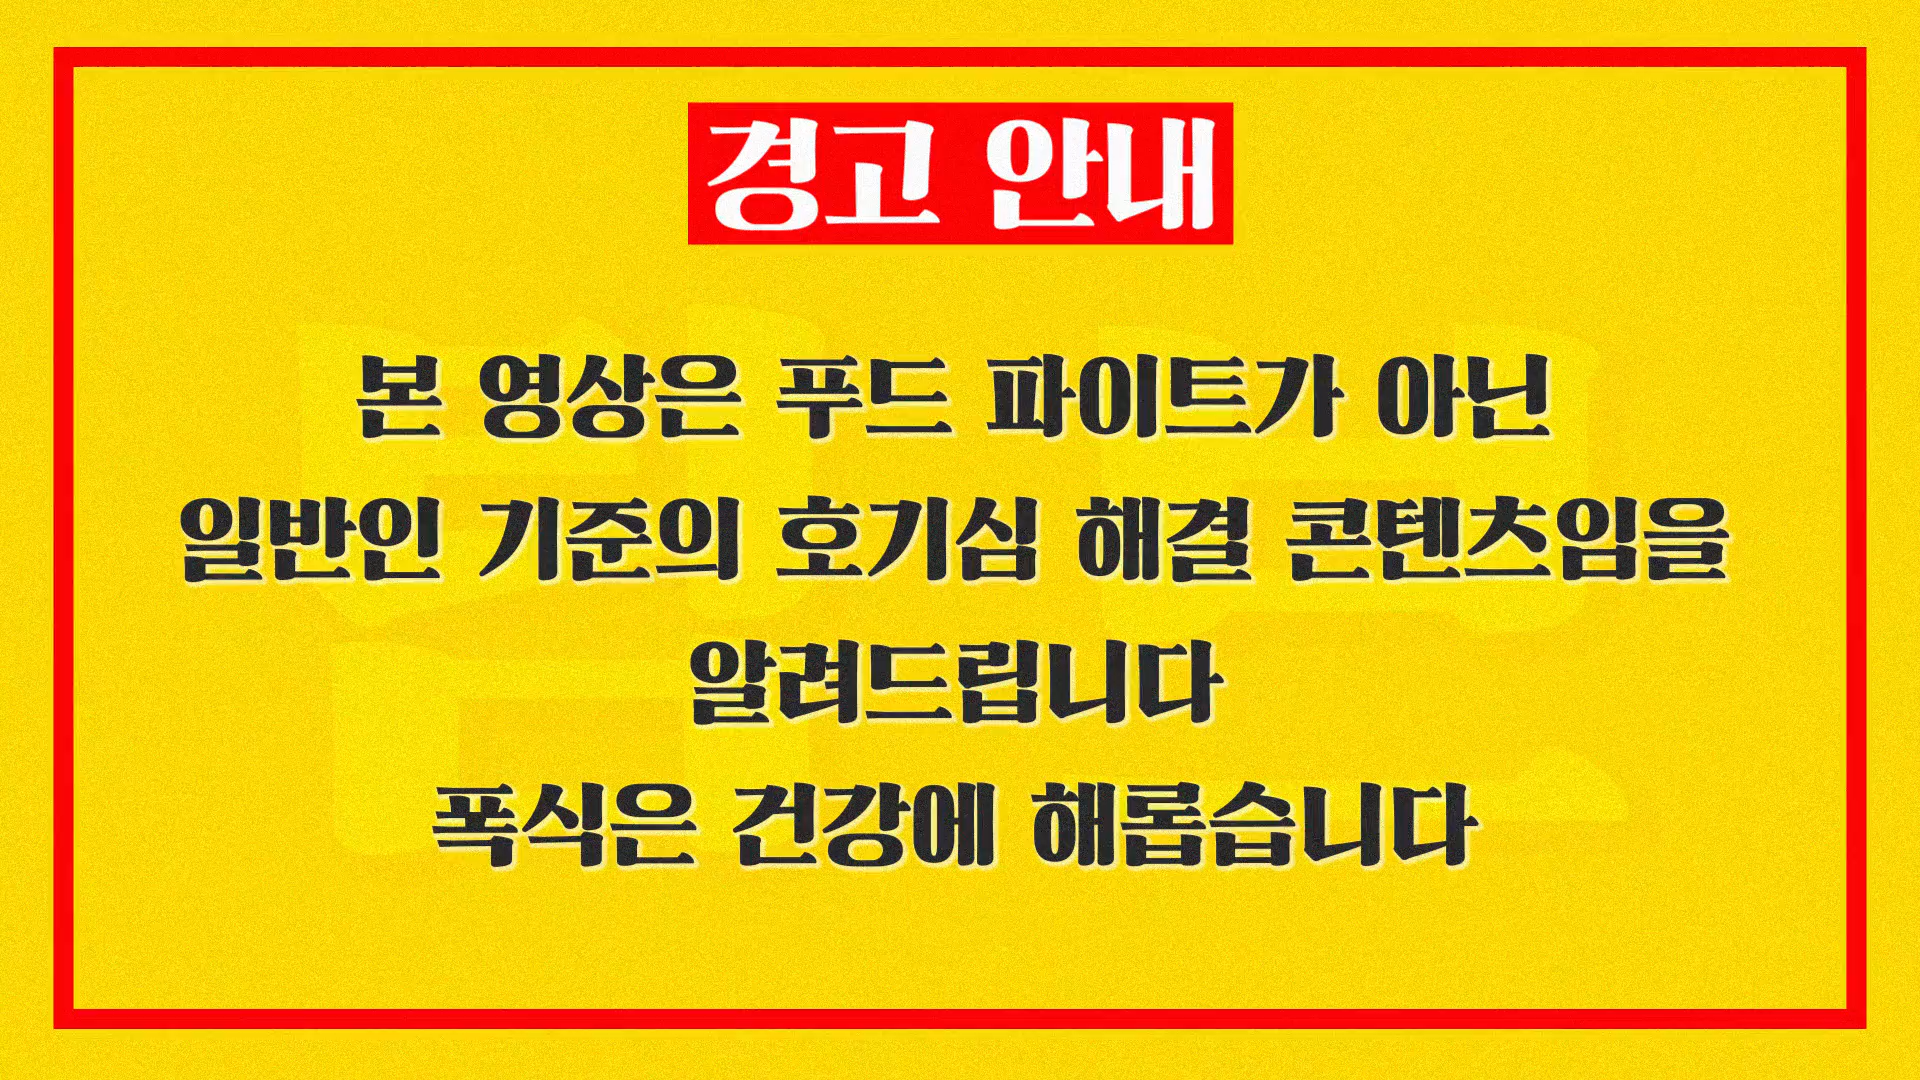 경고 안내
본 영상은 푸드 파이트가 아닌
일반인 기준의 호기심 해결 콘텐츠임을
알려드립니다
폭식은 건강에 해롭습니다